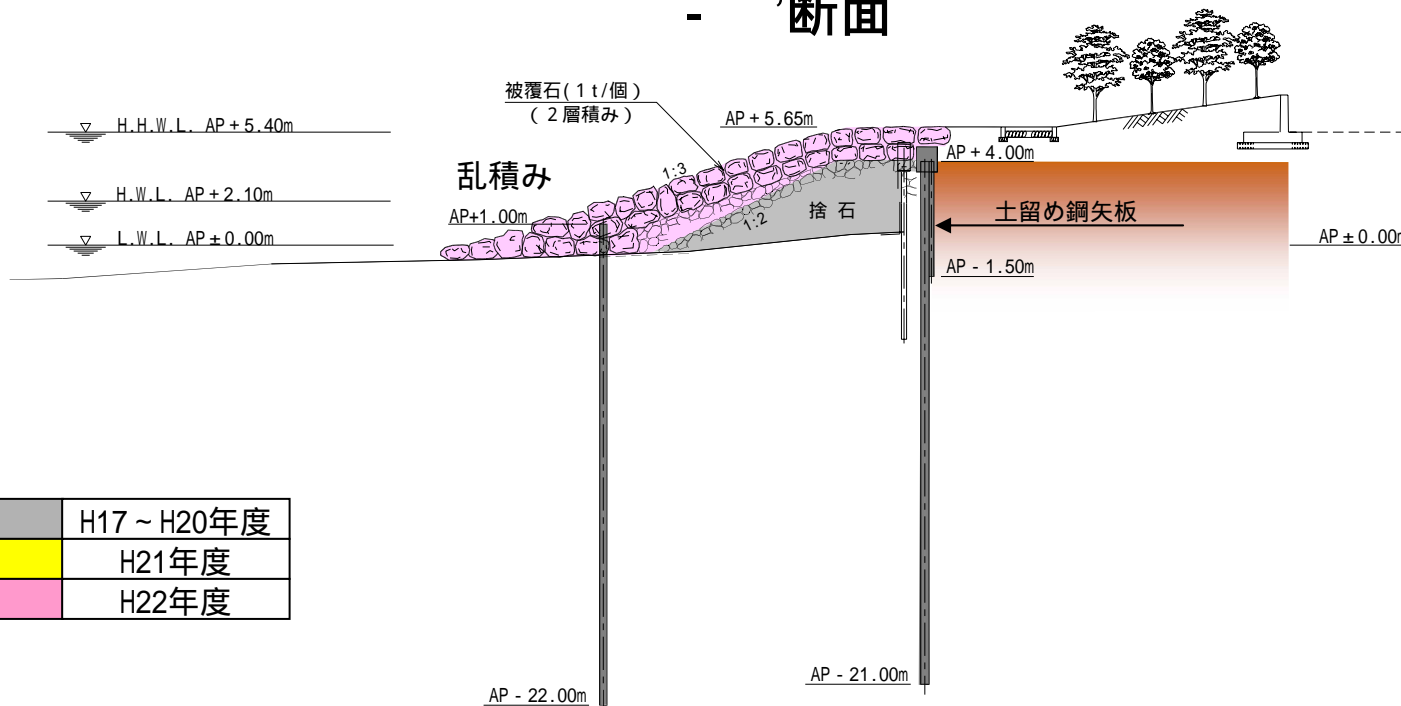 - ′断面
被覆石(1t/個)
(2層積み)
H.H.W.L. AP+5.40m
AP+5.65m
AP+4.00m
乱積み
1:3
H.W.L. AP+2.10m
AP+1.00m
捨石
1:2
土留め鋼矢板
L.W.L. AP±0.00m
AP±0.00m
AP-1.50m
H17~H20年度
H21年度
H22年度
AP-21.00m
AP-22.00m